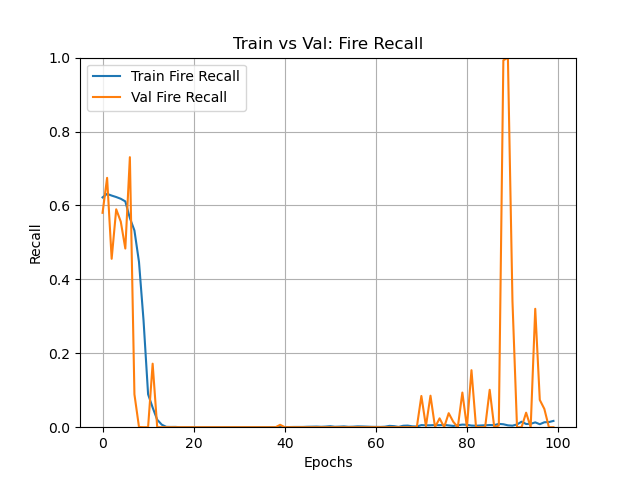 Train vs Val: Fire Recall
Train Fire Recall
Val Fire Recall
Recall
1.0
0.8
0.6
0.4
0.2
0.0
0 20 40 60 80 100
Epochs